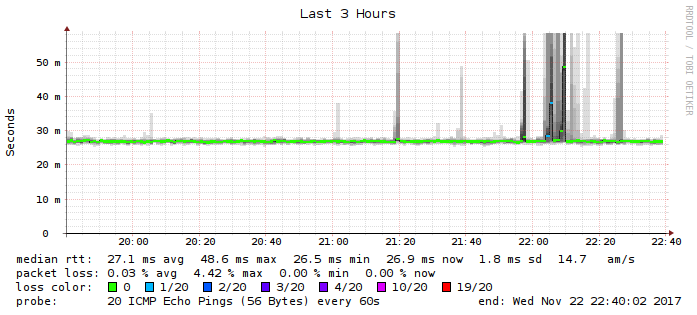 Last 3 Hours
RRDTOOL / TOBI OETIKER
Seconds
50 m
40 m
30 m
20 m
10 m
0
20:00 20:20 20:40 21:00 21:20 21:40 22:00 22:20 22:40
median rtt: 27.1 ms avg 48.6 ms max 26.5 ms min 26.9 ms now 1.8 ms sd 14.7 am/s
packet loss: 0.03 % avg 4.42 % max 0.00 % min 0.00 % now
loss color: 0 1/20 2/20 3/20 4/20 10/20 19/20
probe: 20 ICMP Echo Pings (56 Bytes) every 60s end: Wed Nov 22 22:40:02 2017